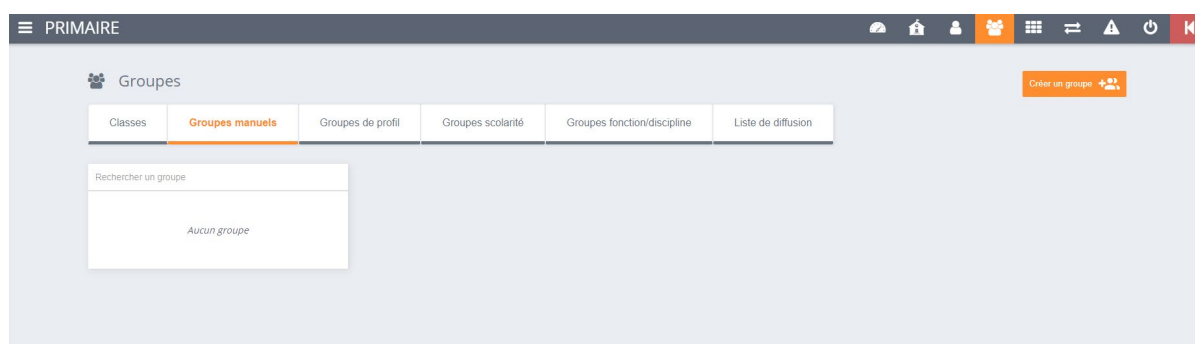 PRIMAIRE
Groupes
Créer un groupe
Classes Groupes manuels Groupes de profil Groupes scolarité Groupes fonction/discipline Liste de diffusion
Rechercher un groupe
Aucun groupe